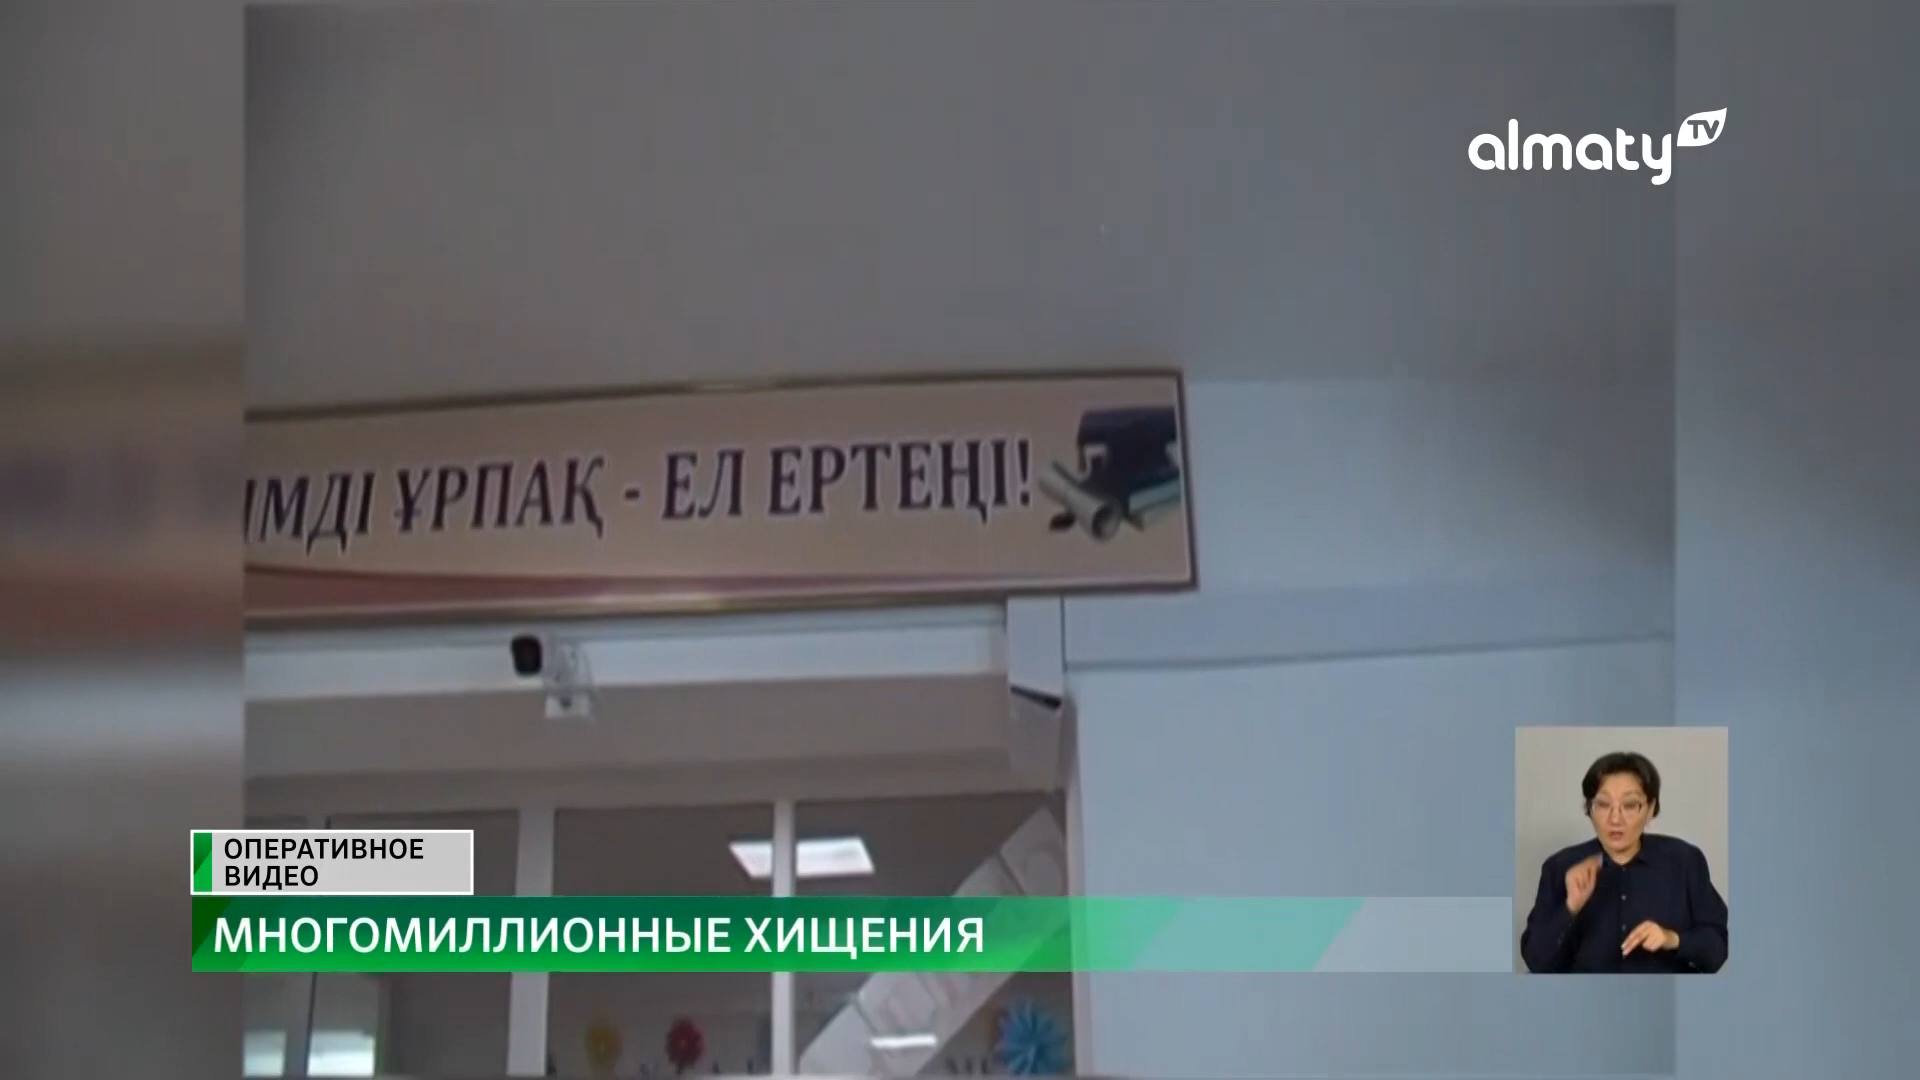 almaty TV
ІМДІ ҰРПАҚ - ЕЛ ЕРТЕҢІ!
ОПЕРАТИВНОЕ
ВИДЕО
МНОГОМИЛЛИОННЫЕ ХИЩЕНИЯ